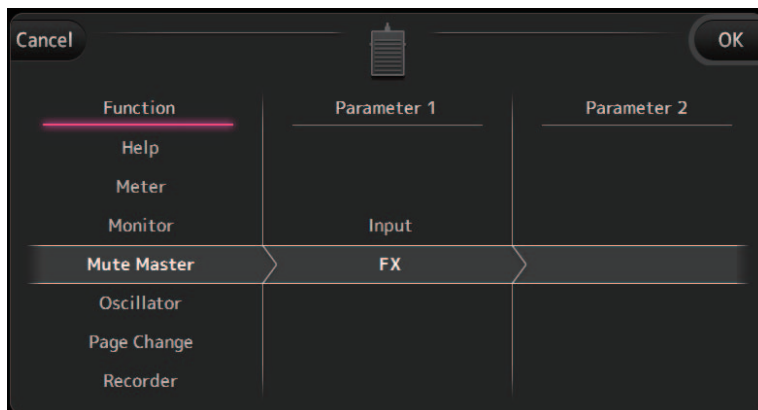 Cancel
OK
Function Parameter 1 Parameter 2
Help
Meter
Monitor Input
Mute Master FX
Oscillator
Page Change
Recorder